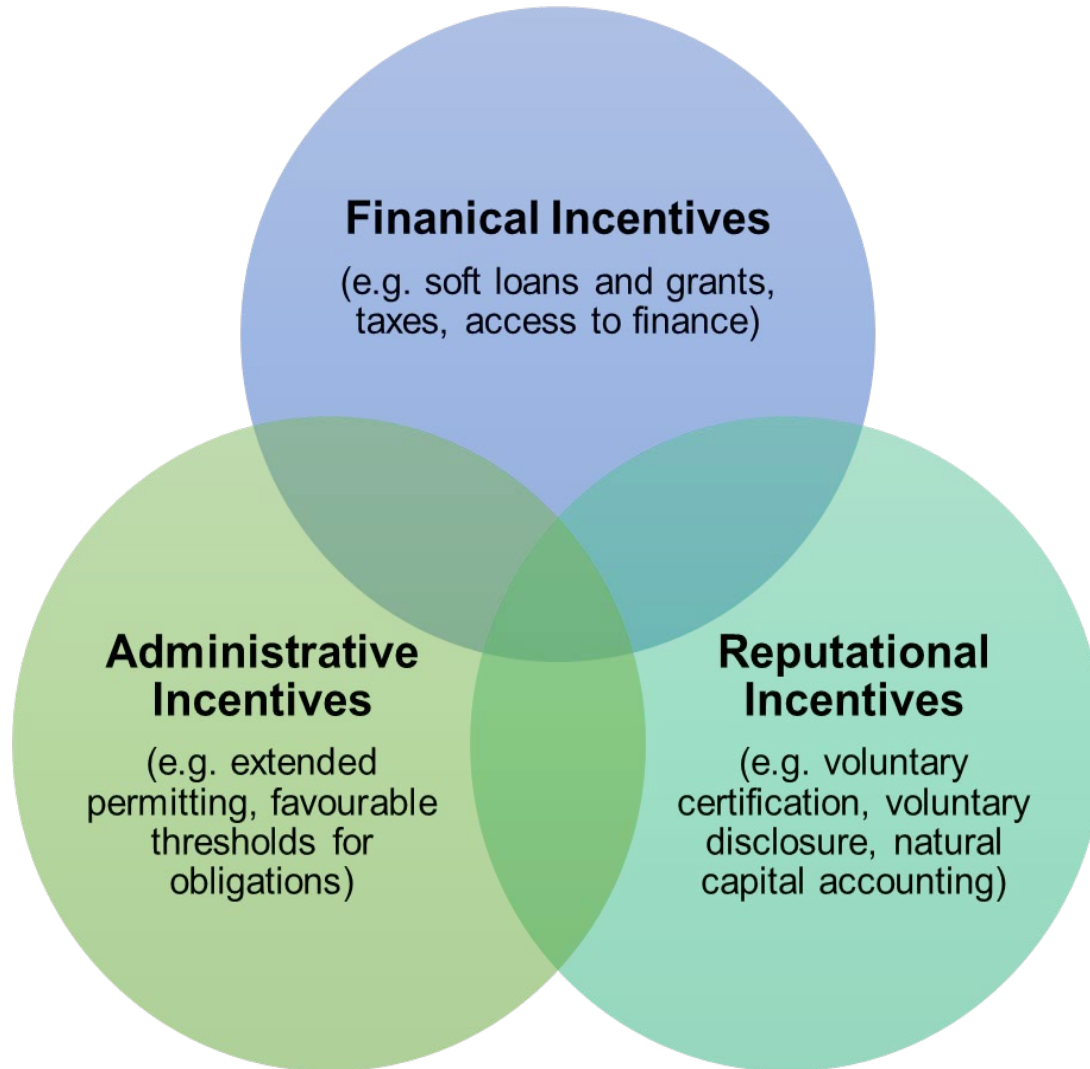 Finanical Incentives
(e.g. soft loans and grants,
taxes, access to finance)
Administrative
Incentives
(e.g. extended
permitting, favourable
thresholds for
obligations)
Reputational
Incentives
(e.g. voluntary
certification, voluntary
disclosure, natural
capital accounting)